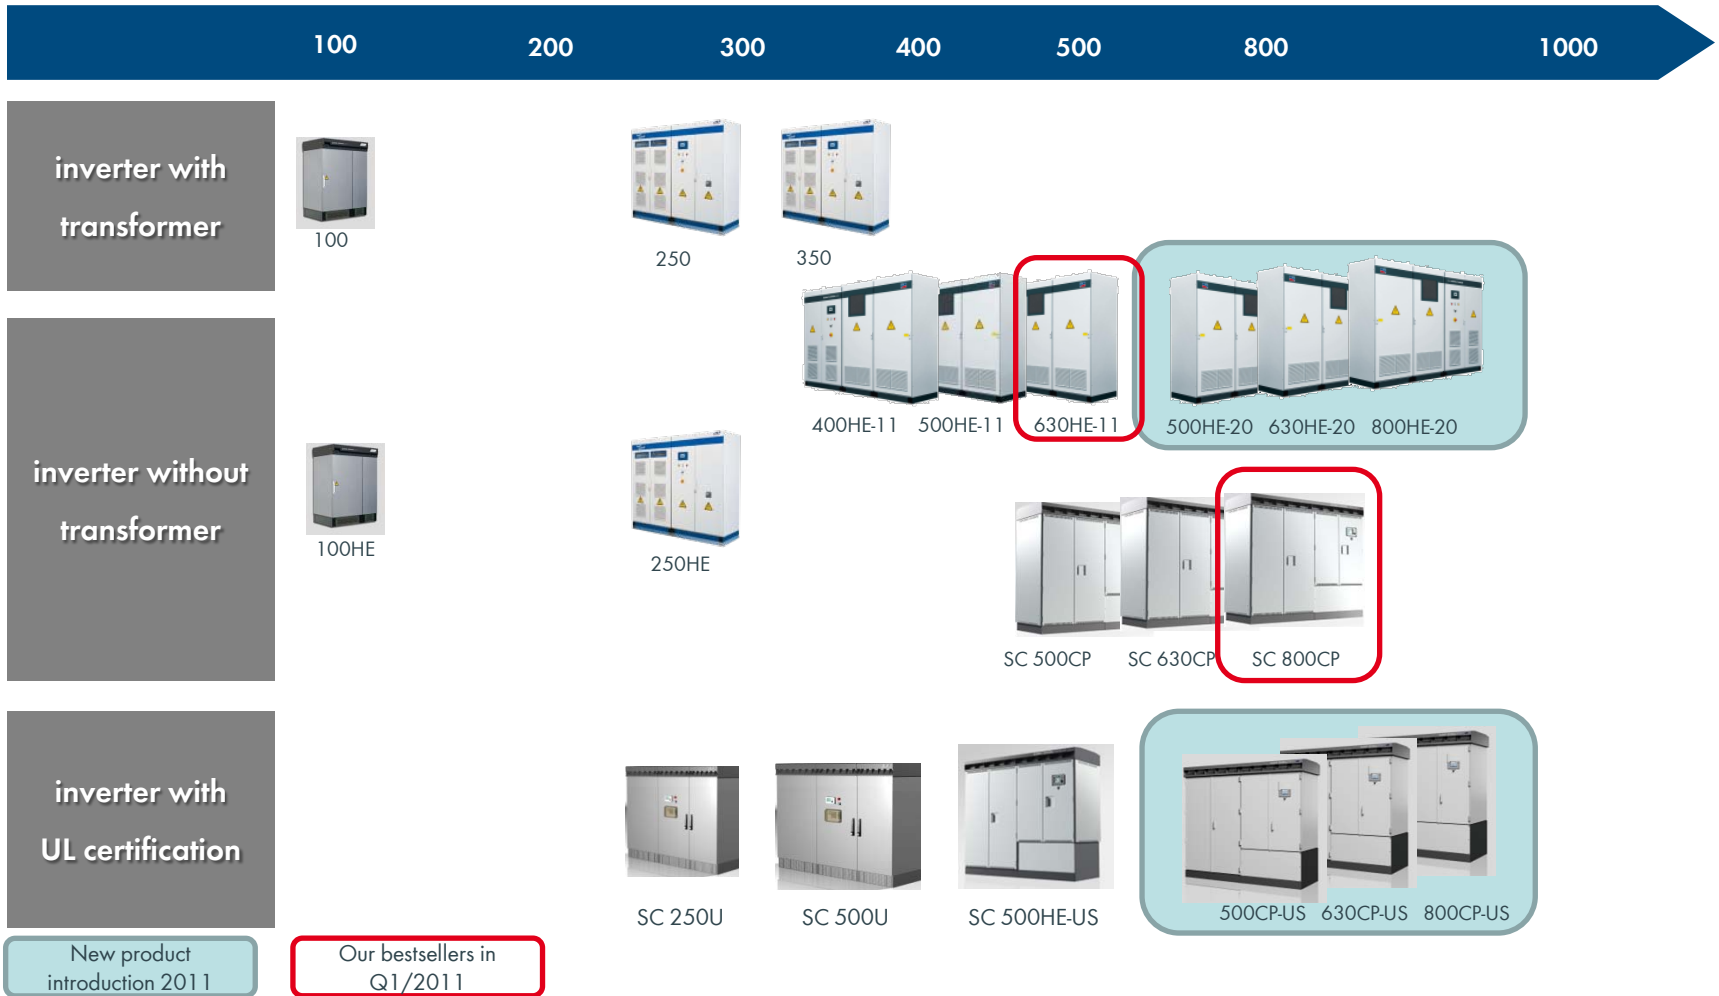 100 200 300 400 500 800 1000
inverter with
transformer
100
250
350
400HE-11 500HE-11 630HE-11
500HE-20 630HE-20 800HE-20
inverter without
transformer
100HE
250HE
SC 500CP SC 630CP SC 800CP
inverter with
UL certification
SC 250U SC 500U SC 500HE-US
500CP-US 630CP-US 800CP-US
New product
introduction 2011
Our bestsellers in
Q1/2011